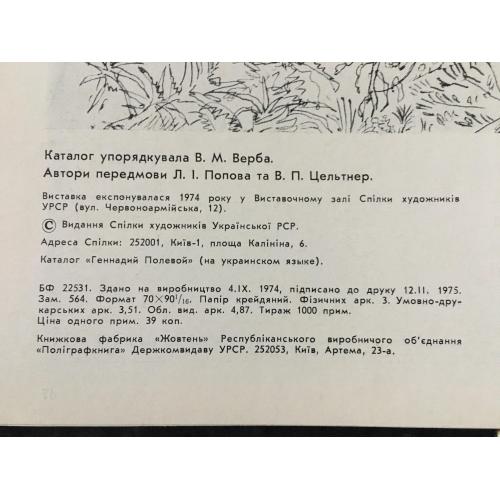 Каталог упорядкувала В. М. Верба.
Автори передмови Л. І. Попова та В. П. Цельтнер.
Виставка експонувалася 1974 року у Виставочному залі Спілки художників
УРСР (вул. Червоноармійська, 12).
© Видання Спілки художників Української РСР.
Адреса Спілки: 252001, Київ-1, площа Калініна, 6.
Каталог «Геннадий Полевой» (на украинском языке).
БФ 22531. Здано на виробництво 4.IX. 1974, підписано до друку 12.II. 1975.
Зам. 564. Формат 70×90¹/₁₆. Папір крейдяний. Фізичних арк. 3. Умовно-дру-
карських арк. 3,51. Обл. вид. арк. 4,87. Тираж 1000 прим.
Ціна одного прим. 39 коп.
Книжкова фабрика «Жовтень» Республіканського виробничого об'єднання
«Поліграфкнига» Держкомвидаву УРСР. 252053, Київ, Артема, 23-а.